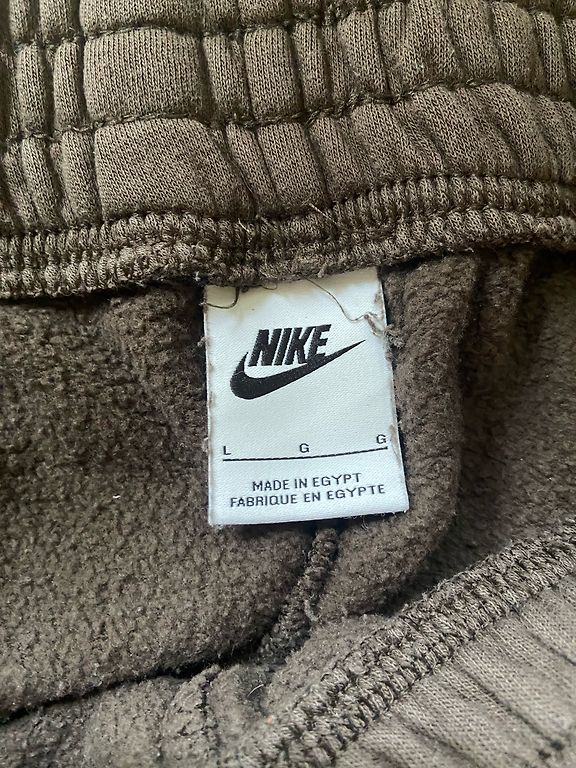 NIKE
L G G
MADE IN EGYPT
FABRIQUE EN EGYPTE